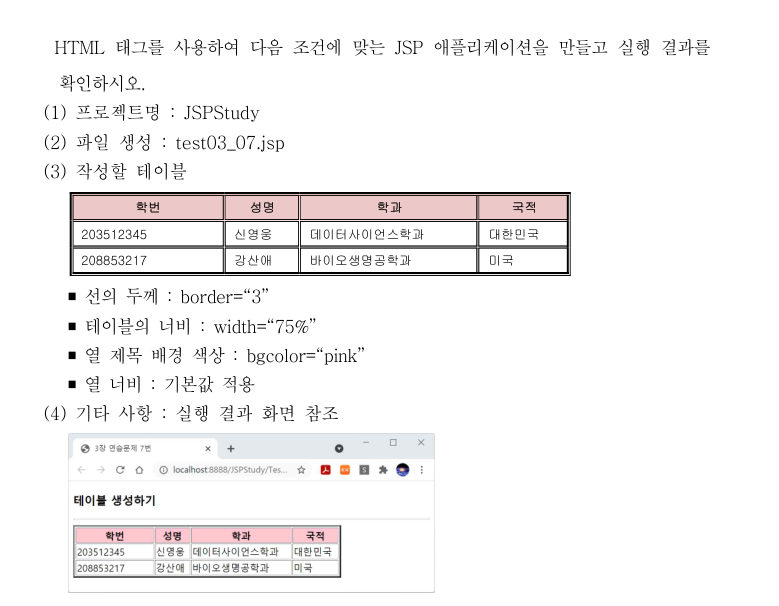 HTML 태그를 사용하여 다음 조건에 맞는 JSP 애플리케이션을 만들고 실행 결과를
확인하시오.
(1) 프로젝트명 : JSPStudy
(2) 파일 생성 : test03_07.jsp
(3) 작성할 테이블
학번 성명 학과 국적
203512345 신영웅 데이터사이언스학과 대한민국
208853217 강산애 바이오생명공학과 미국
■ 선의 두께 : border=“3”
■ 테이블의 너비 : width=“75%”
■ 열 제목 배경 색상 : bgcolor=“pink”
■ 열 너비 : 기본값 적용
(4) 기타 사항 : 실행 결과 화면 참조
3장 연습문제 7번
localhost:8888/JSPStudy/Tes...
테이블 생성하기
학번 성명 학과 국적
203512345 신영웅 데이터사이언스학과 대한민국
208853217 강산애 바이오생명공학과 미국